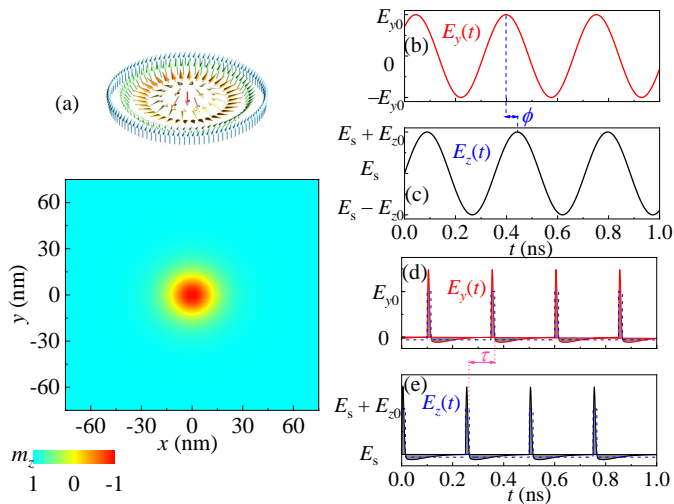 (a)
60
30
0
-30
-60
y (nm)
-60 -30 0 30 60
x (nm)
m_z
1 0 -1
E_y0
0
−E_y0
(b)
E_y(t)
ϕ
E_s + E_z0
E_s
E_s − E_z0
(c)
E_z(t)
0.0 0.2 0.4 0.6 0.8 1.0
t (ns)
(d)
E_y0
0
E_y(t)
τ
(e)
E_s + E_z0
E_s
E_z(t)
0.0 0.2 0.4 0.6 0.8 1.0
t (ns)